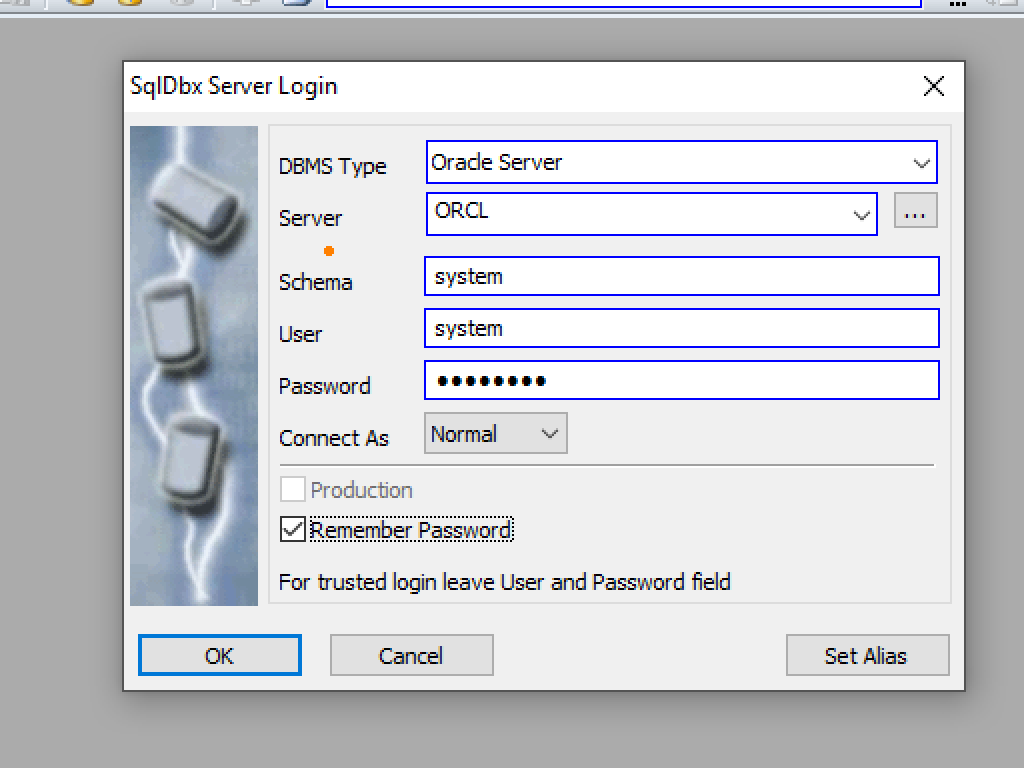 SqlDbx Server Login
DBMS Type Oracle Server
Server ORCL ...
Schema system
User system
Password ●●●●●●●●
Connect As Normal
Production
Remember Password
For trusted login leave User and Password field
OK Cancel Set Alias